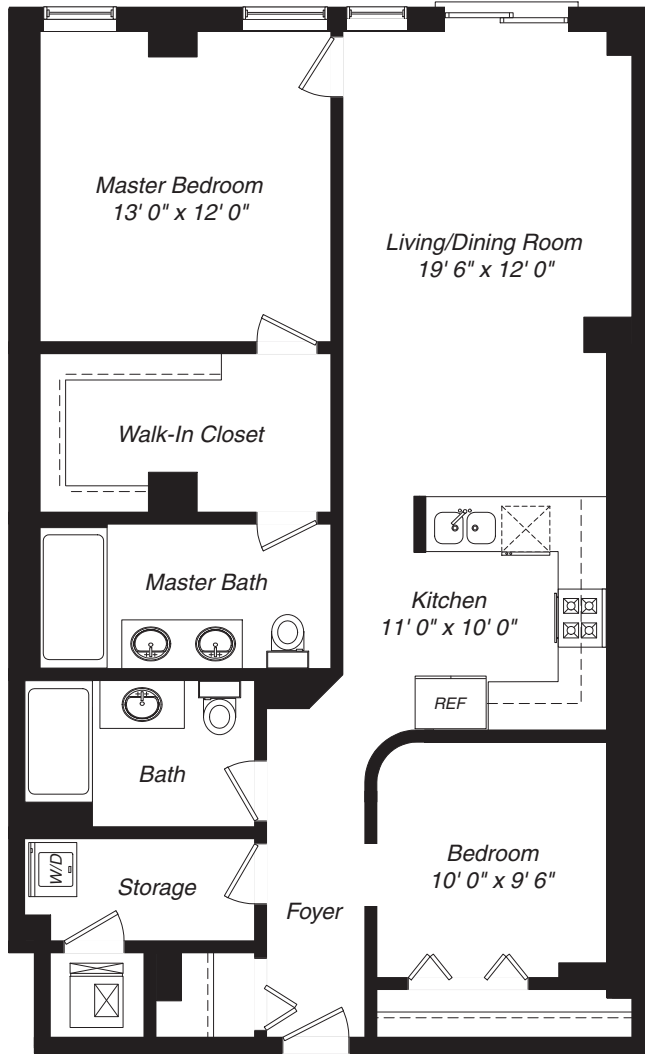 Master Bedroom
13' 0" x 12' 0"
Living/Dining Room
19' 6" x 12' 0"
Walk-In Closet
Master Bath
Kitchen
11' 0" x 10' 0"
REF
Bath
W/D
Storage
Foyer
Bedroom
10' 0" x 9' 6"